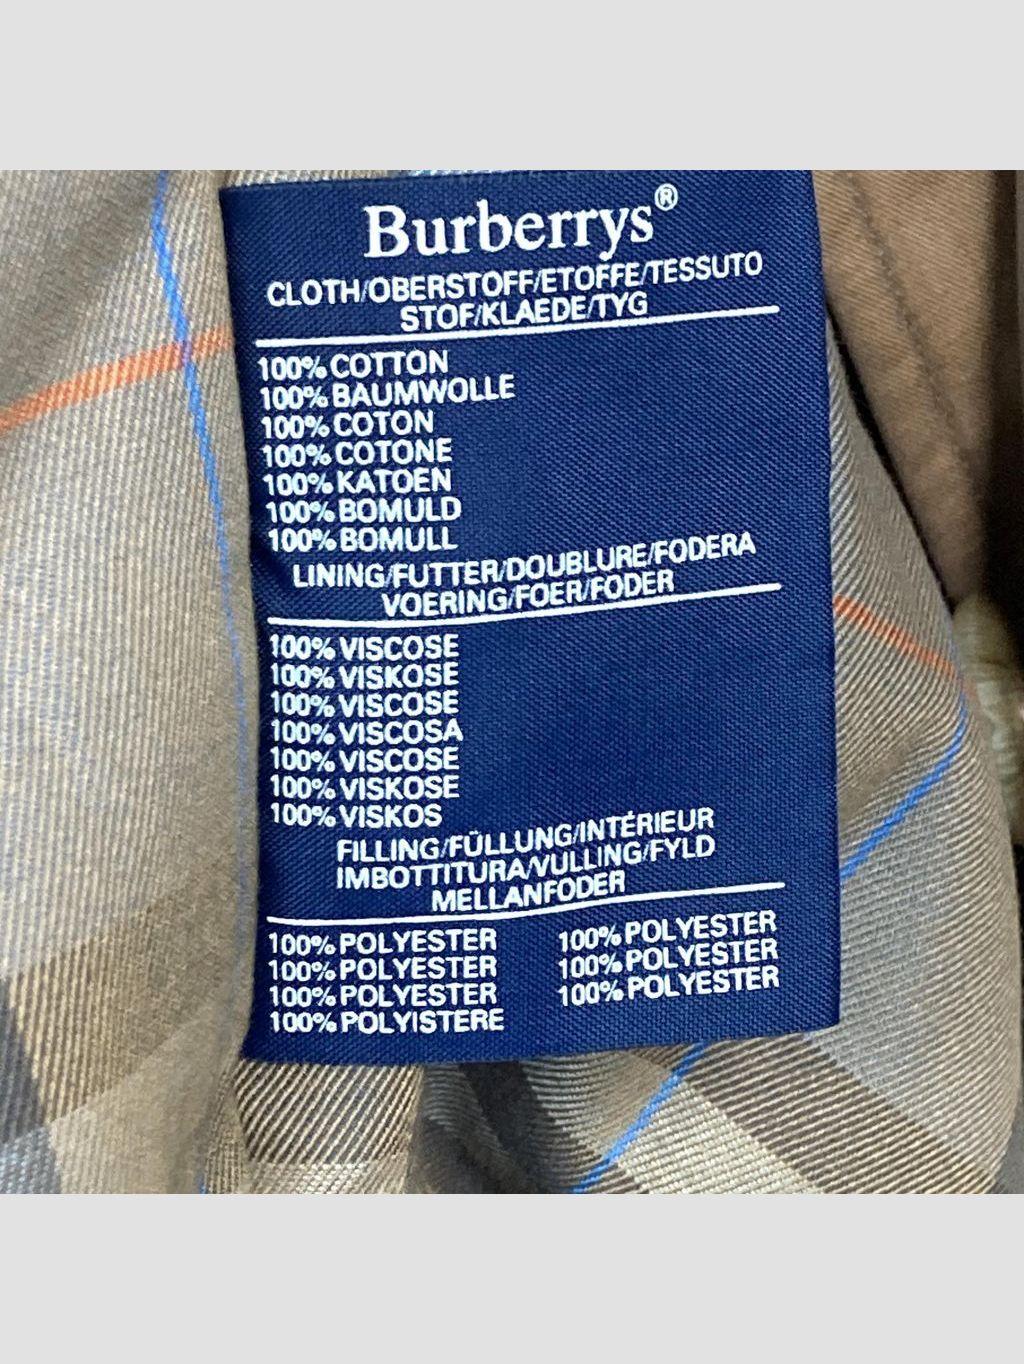 Burberrys®
CLOTH/OBERSTOFF/ETOFFE/TESSUTO
STOF/KLAEDE/TYG
100% COTTON
100% BAUMWOLLE
100% COTON
100% COTONE
100% KATOEN
100% BOMULD
100% BOMULL
LINING/FUTTER/DOUBLURE/FODERA
VOERING/FOER/FODER
100% VISCOSE
100% VISKOSE
100% VISCOSE
100% VISCOSA
100% VISCOSE
100% VISKOSE
100% VISKOS
FILLING/FÜLLUNG/INTÉRIEUR
IMBOTTITURA/VULLING/FYLD
MELLANFODER
100% POLYESTER 100% POLYESTER
100% POLYESTER 100% POLYESTER
100% POLYESTER 100% POLYESTER
100% POLYISTERE